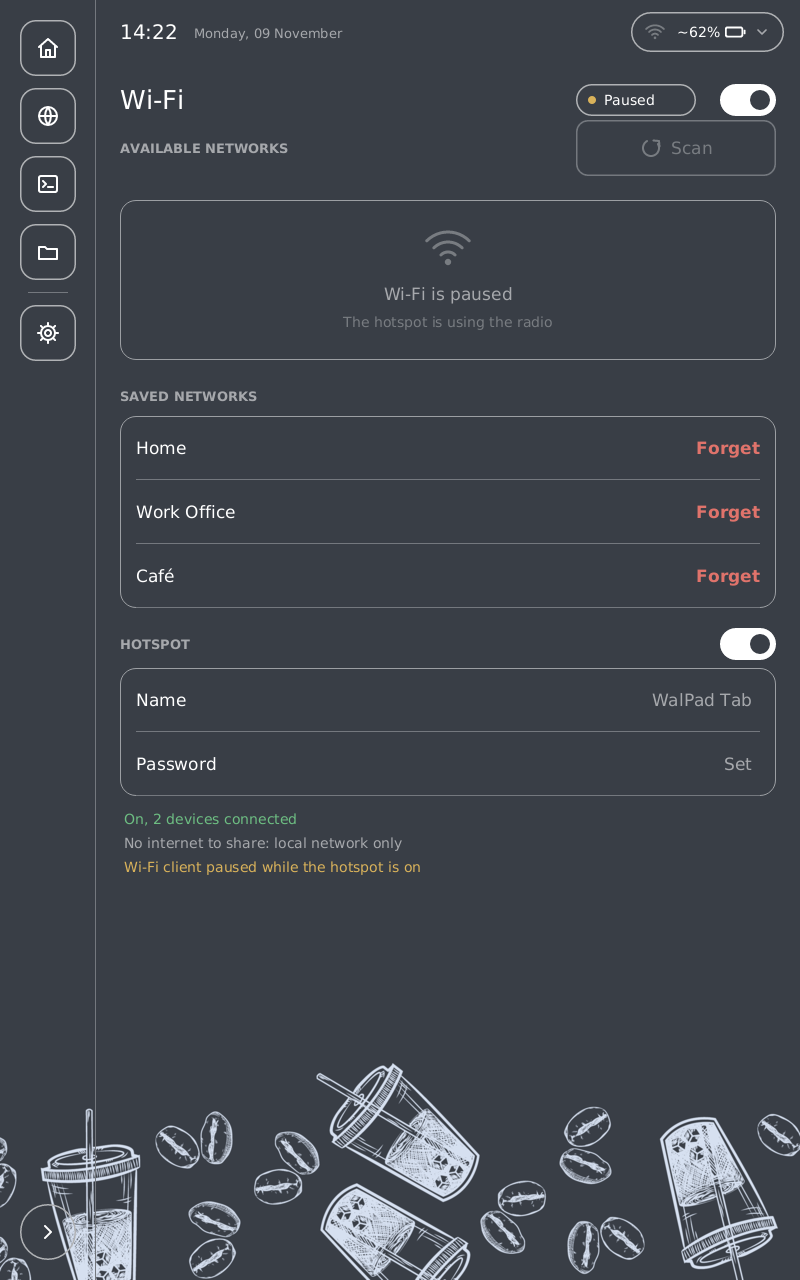 14:22 Monday, 09 November ~62%
Wi-Fi Paused
AVAILABLE NETWORKS Scan
Wi-Fi is paused
The hotspot is using the radio
SAVED NETWORKS
Home Forget
Work Office Forget
Café Forget
HOTSPOT
Name WalPad Tab
Password Set
On, 2 devices connected
No internet to share: local network only
Wi-Fi client paused while the hotspot is on